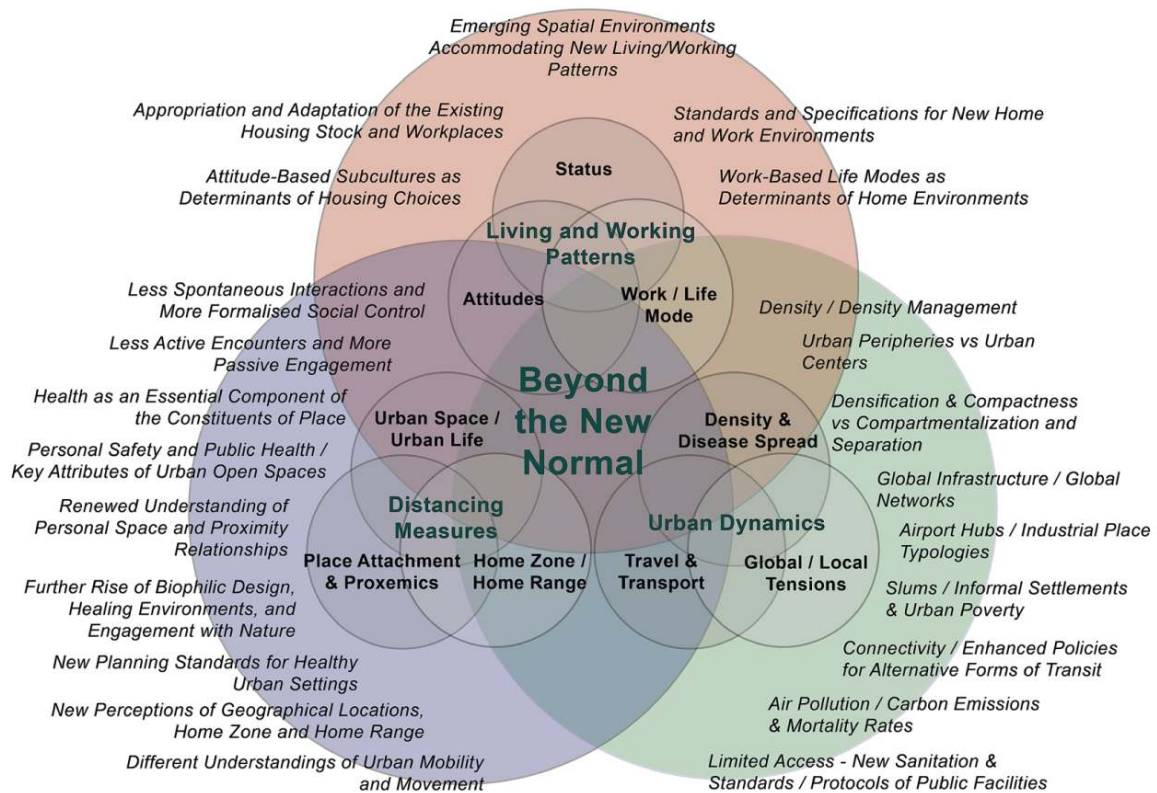 Emerging Spatial Environments
Accommodating New Living/Working
Patterns
Appropriation and Adaptation of the Existing
Housing Stock and Workplaces
Standards and Specifications for New Home
and Work Environments
Attitude-Based Subcultures as
Determinants of Housing Choices
Work-Based Life Modes as
Determinants of Home Environments
Status
Living and Working
Patterns
Attitudes
Work / Life
Mode
Less Spontaneous Interactions and
More Formalised Social Control
Less Active Encounters and More
Passive Engagement
Health as an Essential Component of
the Constituents of Place
Personal Safety and Public Health /
Key Attributes of Urban Open Spaces
Renewed Understanding of
Personal Space and Proximity
Relationships
Further Rise of Biophilic Design,
Healing Environments, and
Engagement with Nature
New Planning Standards for Healthy
Urban Settings
New Perceptions of Geographical Locations,
Home Zone and Home Range
Different Understandings of Urban Mobility
and Movement
Beyond
the New
Normal
Urban Space /
Urban Life
Distancing
Measures
Place Attachment
& Proxemics
Home Zone /
Home Range
Density &
Disease Spread
Urban Dynamics
Travel &
Transport
Global / Local
Tensions
Density / Density Management
Urban Peripheries vs Urban
Centers
Densification & Compactness
vs Compartmentalization and
Separation
Global Infrastructure / Global
Networks
Airport Hubs / Industrial Place
Typologies
Slums / Informal Settlements
& Urban Poverty
Connectivity / Enhanced Policies
for Alternative Forms of Transit
Air Pollution / Carbon Emissions
& Mortality Rates
Limited Access - New Sanitation &
Standards / Protocols of Public Facilities